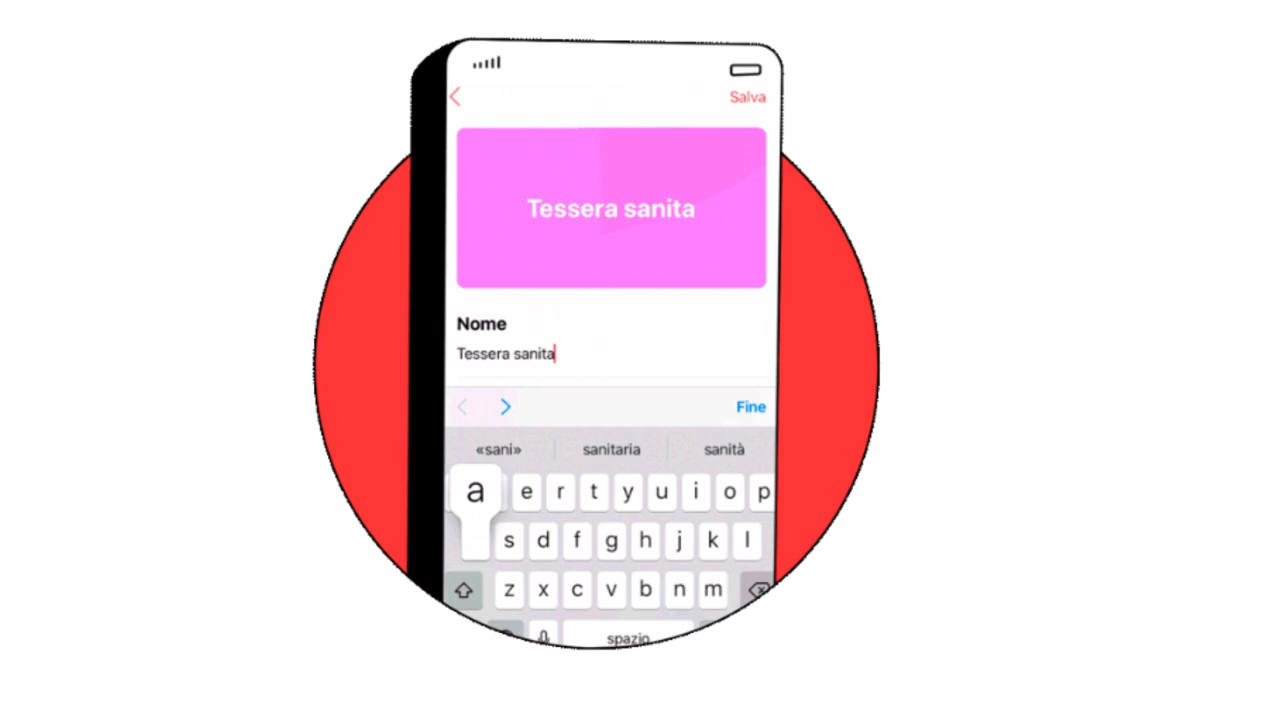 Salva
Tessera sanita
Nome
Tessera sanita
Fine
«sani» sanitaria sanità
a e r t y u i o p
s d f g h j k l
z x c v b n m
spazio